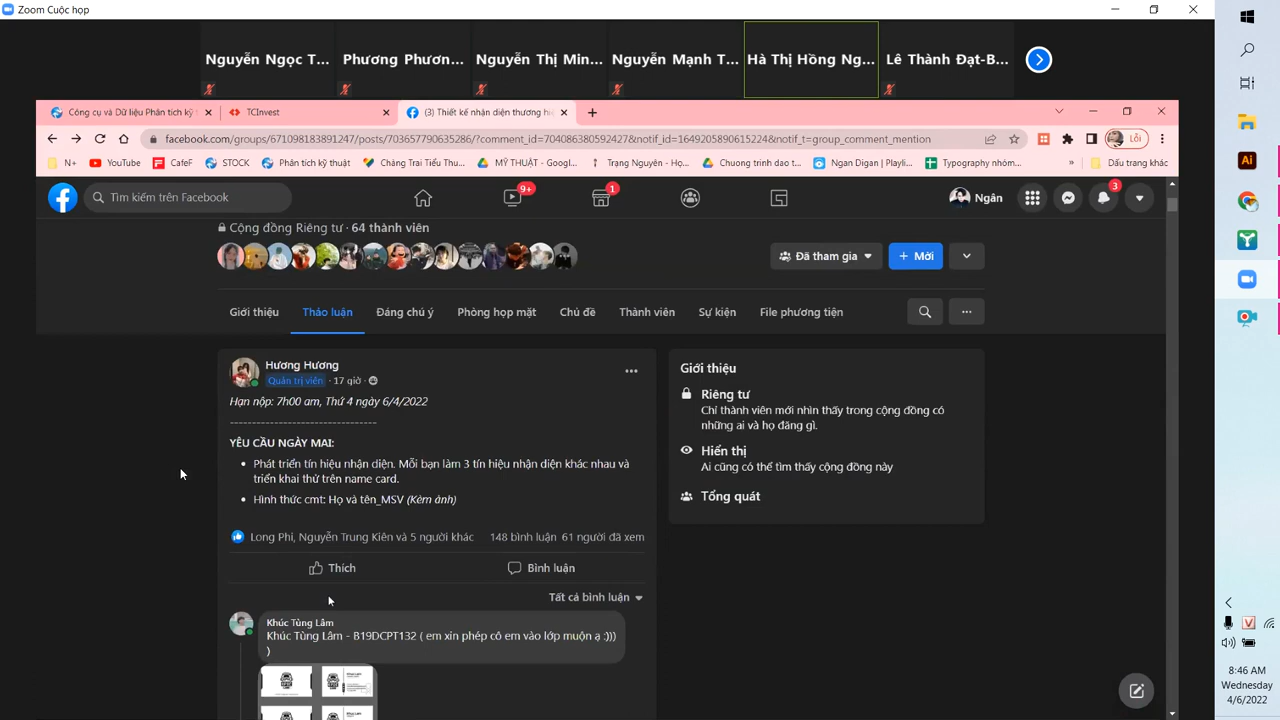 Zoom Cuộc họp
Nguyễn Ngọc T...
Phương Phươn...
Nguyễn Thị Min...
Nguyễn Mạnh T...
Hà Thị Hồng Ng...
Lê Thành Đạt-B...
Công cụ và Dữ liệu Phân tích kỹ
TCInvest
(3) Thiết kế nhận diện thương hi
facebook.com/groups/671098183891247/posts/703657790635286/?comment_id=704086380592427&notif_id=1649205890615224&notif_t=group_comment_mention
Lỗi
N+
YouTube
CafeF
STOCK
Phân tích kỹ thuật
Chàng Trai Tiểu Thu...
MỸ THUẬT - Googl...
Trạng Nguyên - Họ...
Chuong trinh dao t...
Ngan Digan | Playli...
Typography nhóm...
»
Dấu trang khác
Tìm kiếm trên Facebook
9+
1
Ngân
3
Cộng đồng Riêng tư · 64 thành viên
Đã tham gia
+ Mới
Giới thiệu
Thảo luận
Đáng chú ý
Phòng họp mặt
Chủ đề
Thành viên
Sự kiện
File phương tiện
Hương Hương
Quản trị viên · 17 giờ ·
Hạn nộp: 7h00 am, Thứ 4 ngày 6/4/2022
------------------------------
YÊU CẦU NGÀY MAI:
• Phát triển tín hiệu nhận diện. Mỗi bạn làm 3 tín hiệu nhận diện khác nhau và
triển khai thử trên name card.
• Hình thức cmt: Họ và tên_MSV (Kèm ảnh)
Long Phi, Nguyễn Trung Kiên và 5 người khác
148 bình luận 61 người đã xem
Thích
Bình luận
Tất cả bình luận
Khúc Tùng Lâm
Khúc Tùng Lâm - B19DCPT132 ( em xin phép cô em vào lớp muộn ạ :)))
)
Giới thiệu
Riêng tư
Chỉ thành viên mới nhìn thấy trong cộng đồng có
những ai và họ đăng gì.
Hiển thị
Ai cũng có thể tìm thấy cộng đồng này
Tổng quát
Ai
V
8:46 AM
Wednesday
4/6/2022